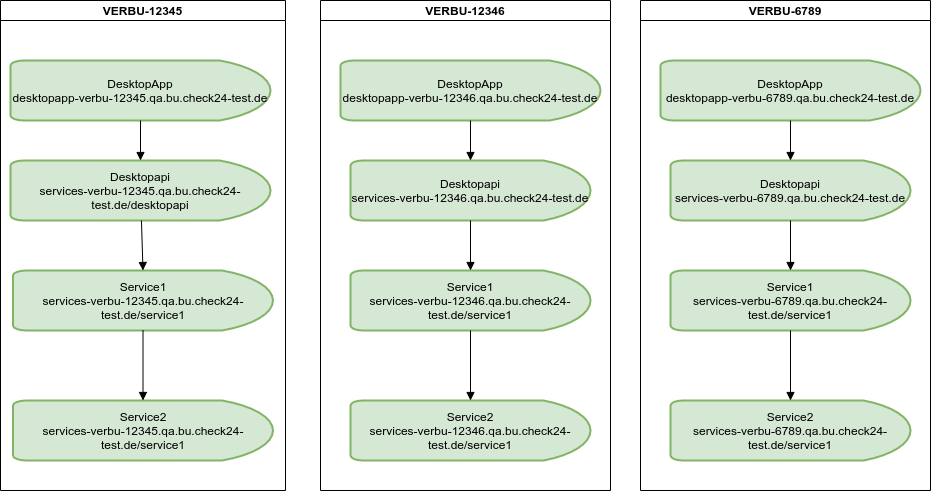 VERBU-12345
DesktopApp
desktopapp-verbu-12345.qa.bu.check24-test.de
Desktopapi
services-verbu-12345.qa.bu.check24-
test.de/desktopapi
Service1
services-verbu-12345.qa.bu.check24-
test.de/service1
Service2
services-verbu-12345.qa.bu.check24-
test.de/service1
VERBU-12346
DesktopApp
desktopapp-verbu-12346.qa.bu.check24-test.de
Desktopapi
services-verbu-12346.qa.bu.check24-test.de
Service1
services-verbu-12346.qa.bu.check24-
test.de/service1
Service2
services-verbu-12346.qa.bu.check24-
test.de/service1
VERBU-6789
DesktopApp
desktopapp-verbu-6789.qa.bu.check24-test.de
Desktopapi
services-verbu-6789.qa.bu.check24-test.de
Service1
services-verbu-6789.qa.bu.check24-
test.de/service1
Service2
services-verbu-6789.qa.bu.check24-
test.de/service1